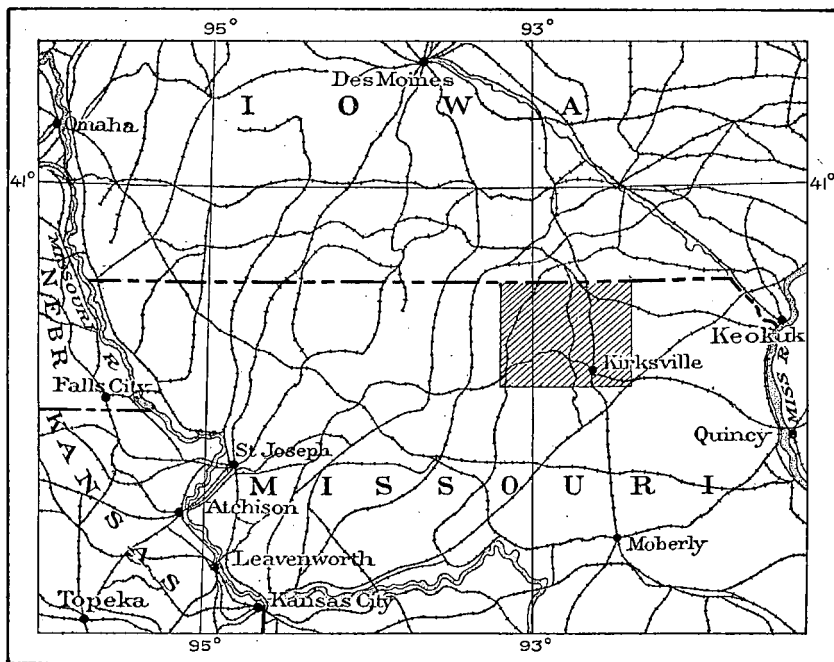 95° 93°
Des Moines
I O W A
Omaha
41° 41°
Missouri R
NEBR
Keokuk
MISS R
Kirksville
Falls City
Quincy
KANSAS
St Joseph
MISSOURI
Atchison
Moberly
Leavenworth
Topeka
Kansas City
95° 93°